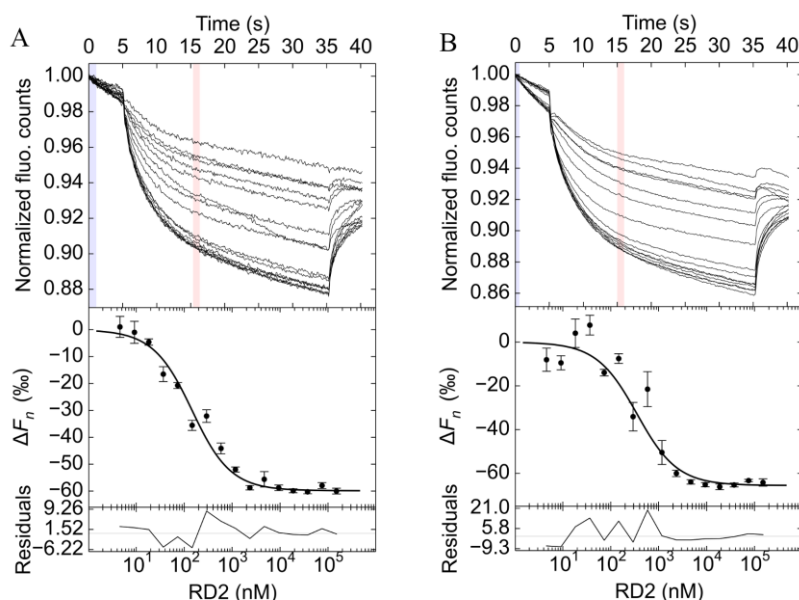 A
Time (s)
0 5 10 15 20 25 30 35 40
Normalized fluo. counts
1.00
0.98
0.96
0.94
0.92
0.90
0.88
ΔFn (‰)
0
−10
−20
−30
−40
−50
−60
Residuals
9.26
1.52
−6.22
10^1 10^2 10^3 10^4 10^5
RD2 (nM)
B
Time (s)
0 5 10 15 20 25 30 35 40
Normalized fluo. counts
1.00
0.98
0.96
0.94
0.92
0.90
0.88
0.86
ΔFn (‰)
0
−20
−40
−60
Residuals
21.0
5.8
−9.3
10^1 10^2 10^3 10^4 10^5
RD2 (nM)